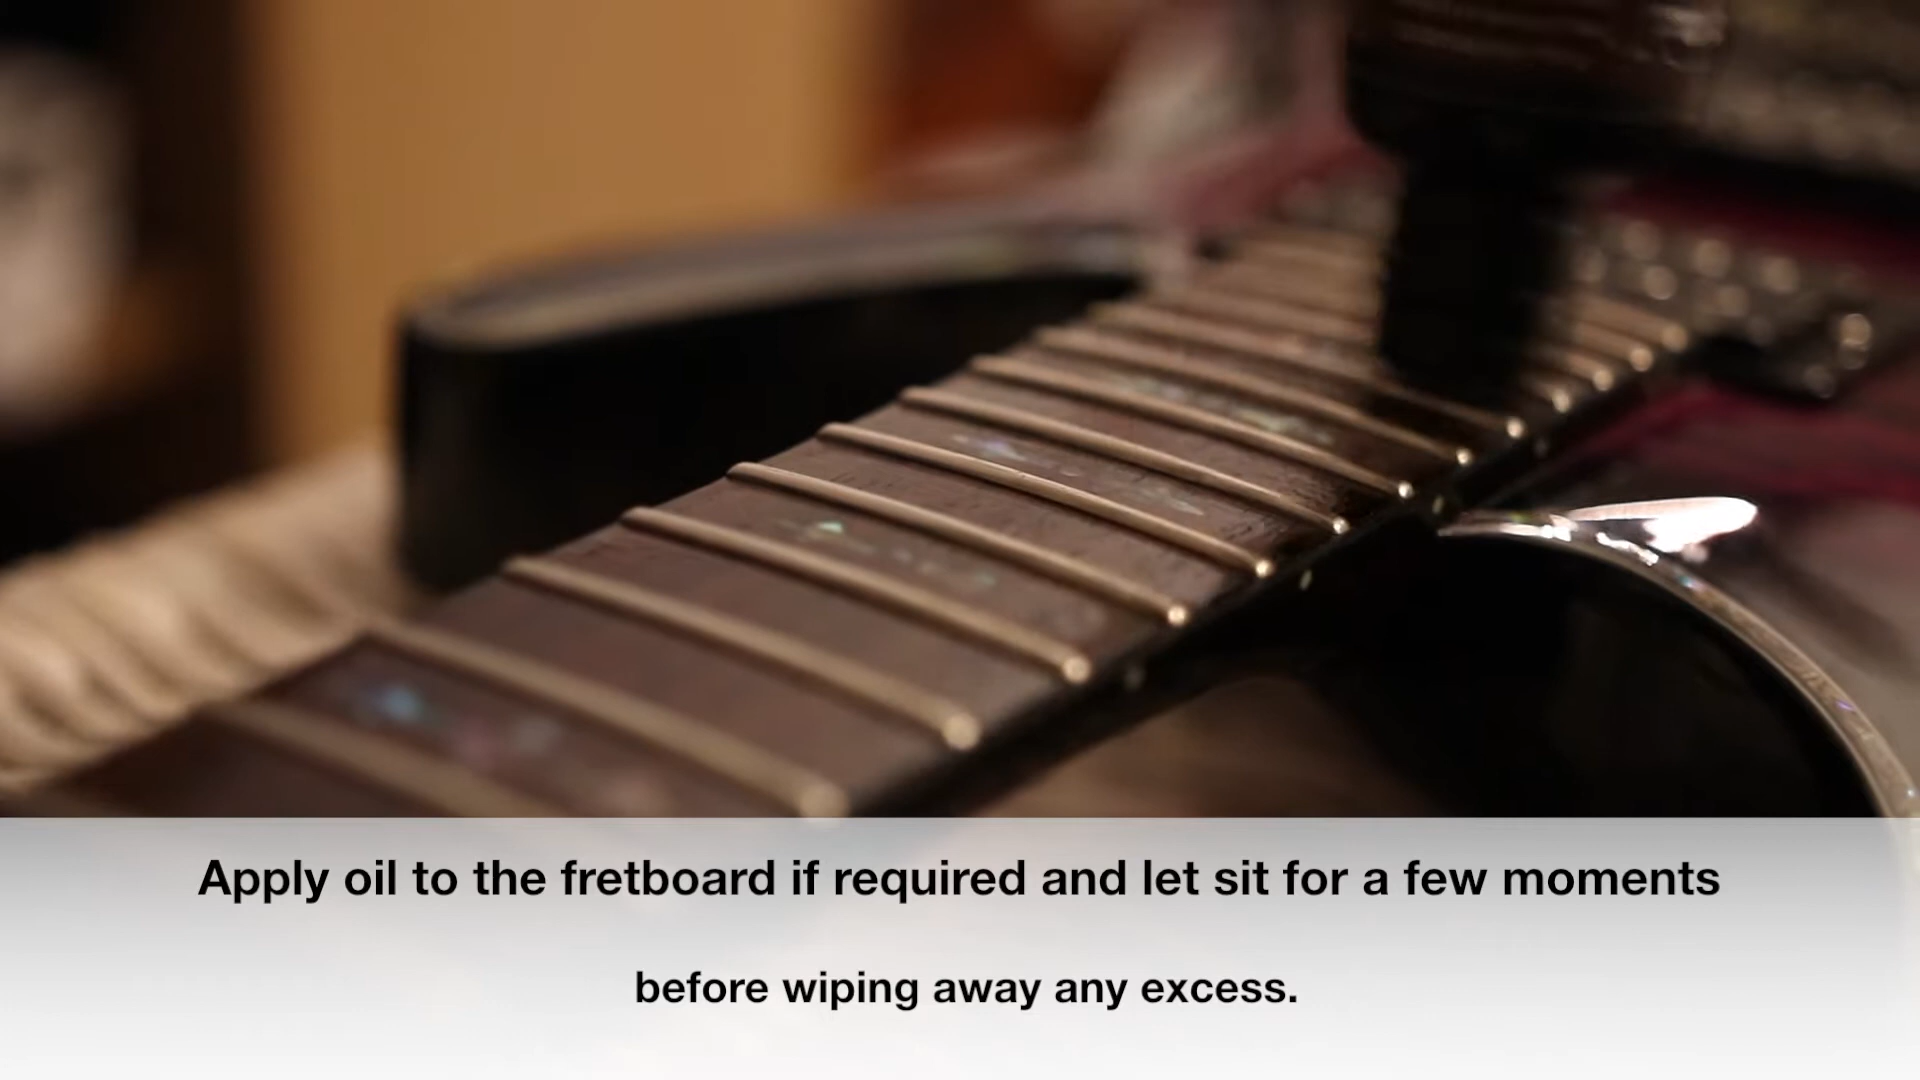 Apply oil to the fretboard if required and let sit for a few moments
before wiping away any excess.